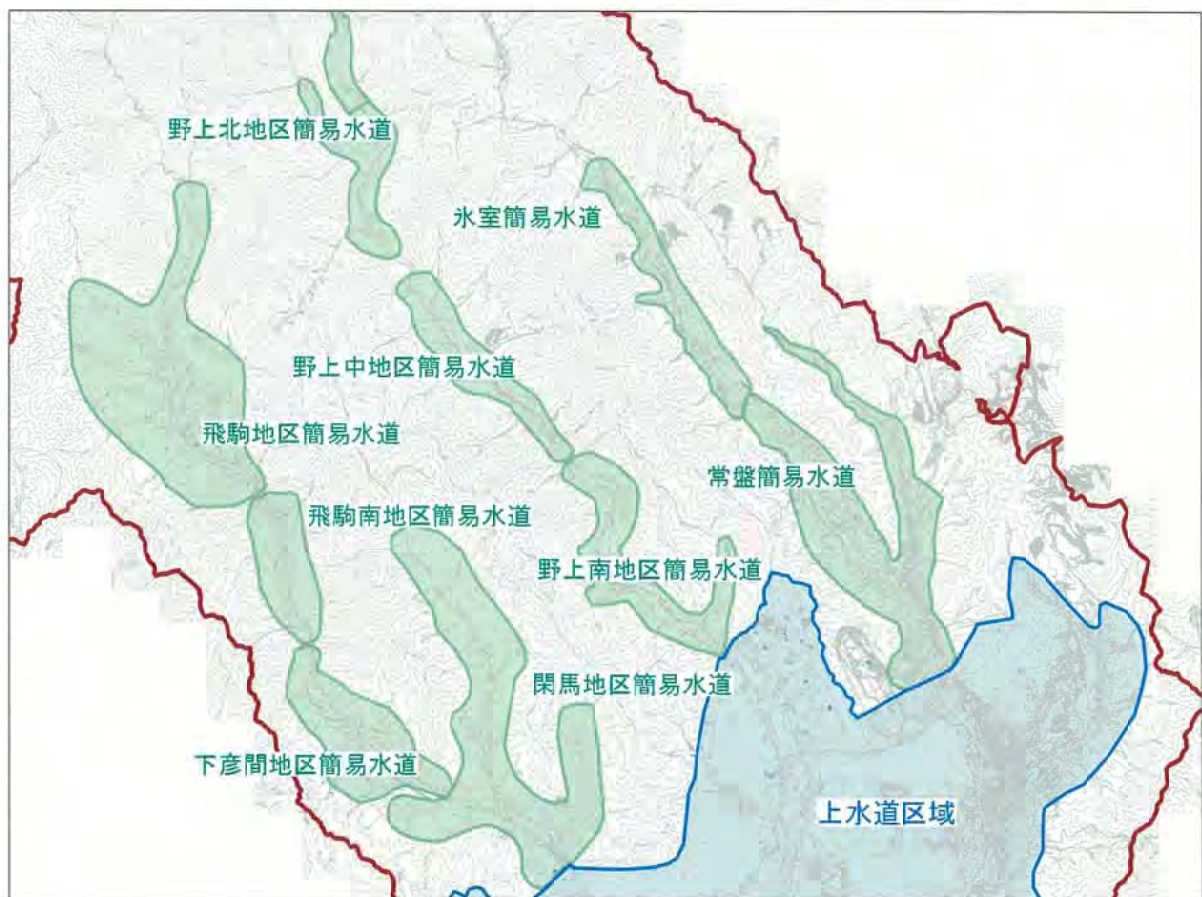 野上北地区簡易水道
氷室簡易水道
野上中地区簡易水道
飛駒地区簡易水道
常盤簡易水道
飛駒南地区簡易水道
野上南地区簡易水道
閑馬地区簡易水道
下彦間地区簡易水道
上水道区域